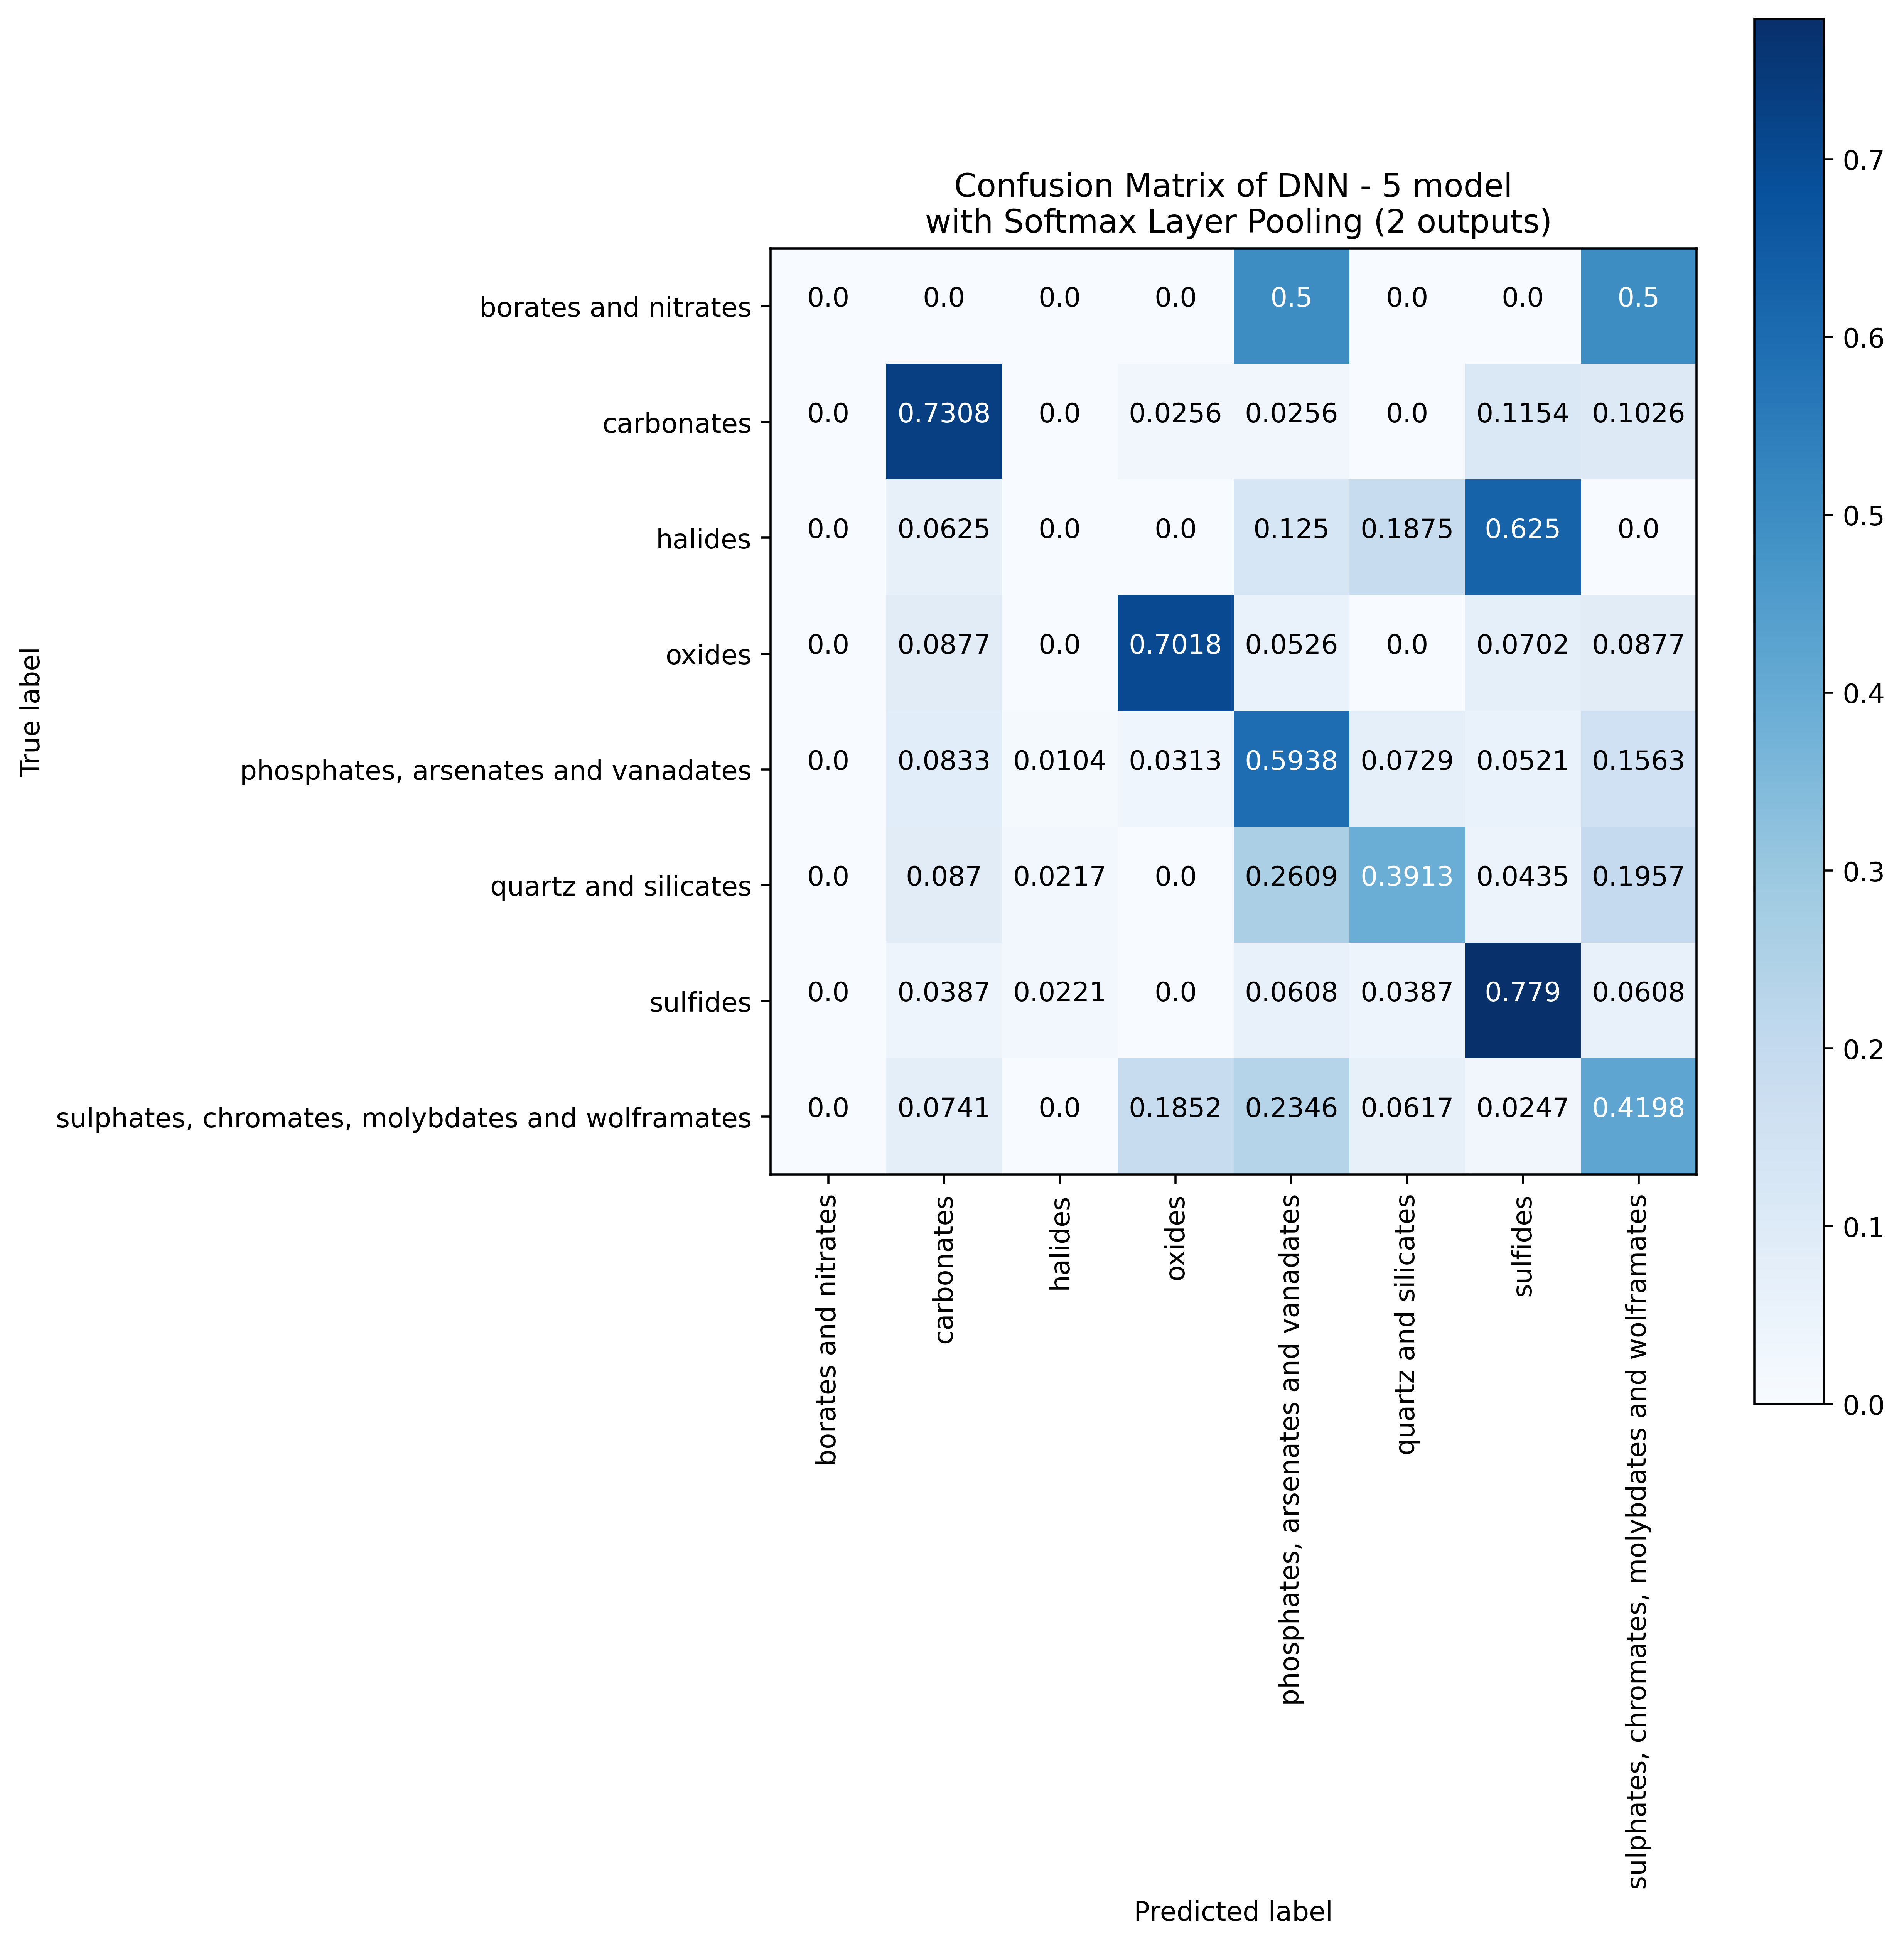 Confusion Matrix of DNN - 5 model
with Softmax Layer Pooling (2 outputs)
True label
borates and nitrates 0.0 0.0 0.0 0.0 0.5 0.0 0.0 0.5
carbonates 0.0 0.7308 0.0 0.0256 0.0256 0.0 0.1154 0.1026
halides 0.0 0.0625 0.0 0.0 0.125 0.1875 0.625 0.0
oxides 0.0 0.0877 0.0 0.7018 0.0526 0.0 0.0702 0.0877
phosphates, arsenates and vanadates 0.0 0.0833 0.0104 0.0313 0.5938 0.0729 0.0521 0.1563
quartz and silicates 0.0 0.087 0.0217 0.0 0.2609 0.3913 0.0435 0.1957
sulfides 0.0 0.0387 0.0221 0.0 0.0608 0.0387 0.779 0.0608
sulphates, chromates, molybdates and wolframates 0.0 0.0741 0.0 0.1852 0.2346 0.0617 0.0247 0.4198
borates and nitrates
carbonates
halides
oxides
phosphates, arsenates and vanadates
quartz and silicates
sulfides
sulphates, chromates, molybdates and wolframates
Predicted label
0.7
0.6
0.5
0.4
0.3
0.2
0.1
0.0